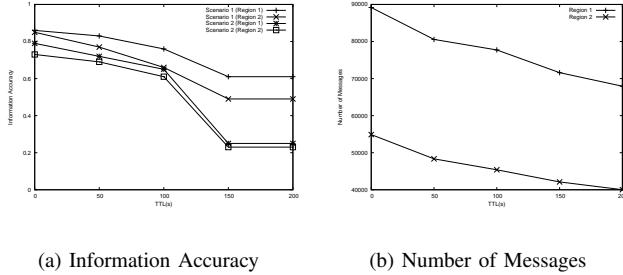 1
0.8
0.6
0.4
0.2
0
0
50
100
150
200
Information Accuracy
TTL(s)
Scenario 1 (Region 1)
Scenario 1 (Region 2)
Scenario 2 (Region 1)
Scenario 2 (Region 2)
90000
80000
70000
60000
50000
40000
0
50
100
150
200
Number of Messages
TTL(s)
Region 1
Region 2
(a) Information Accuracy
(b) Number of Messages